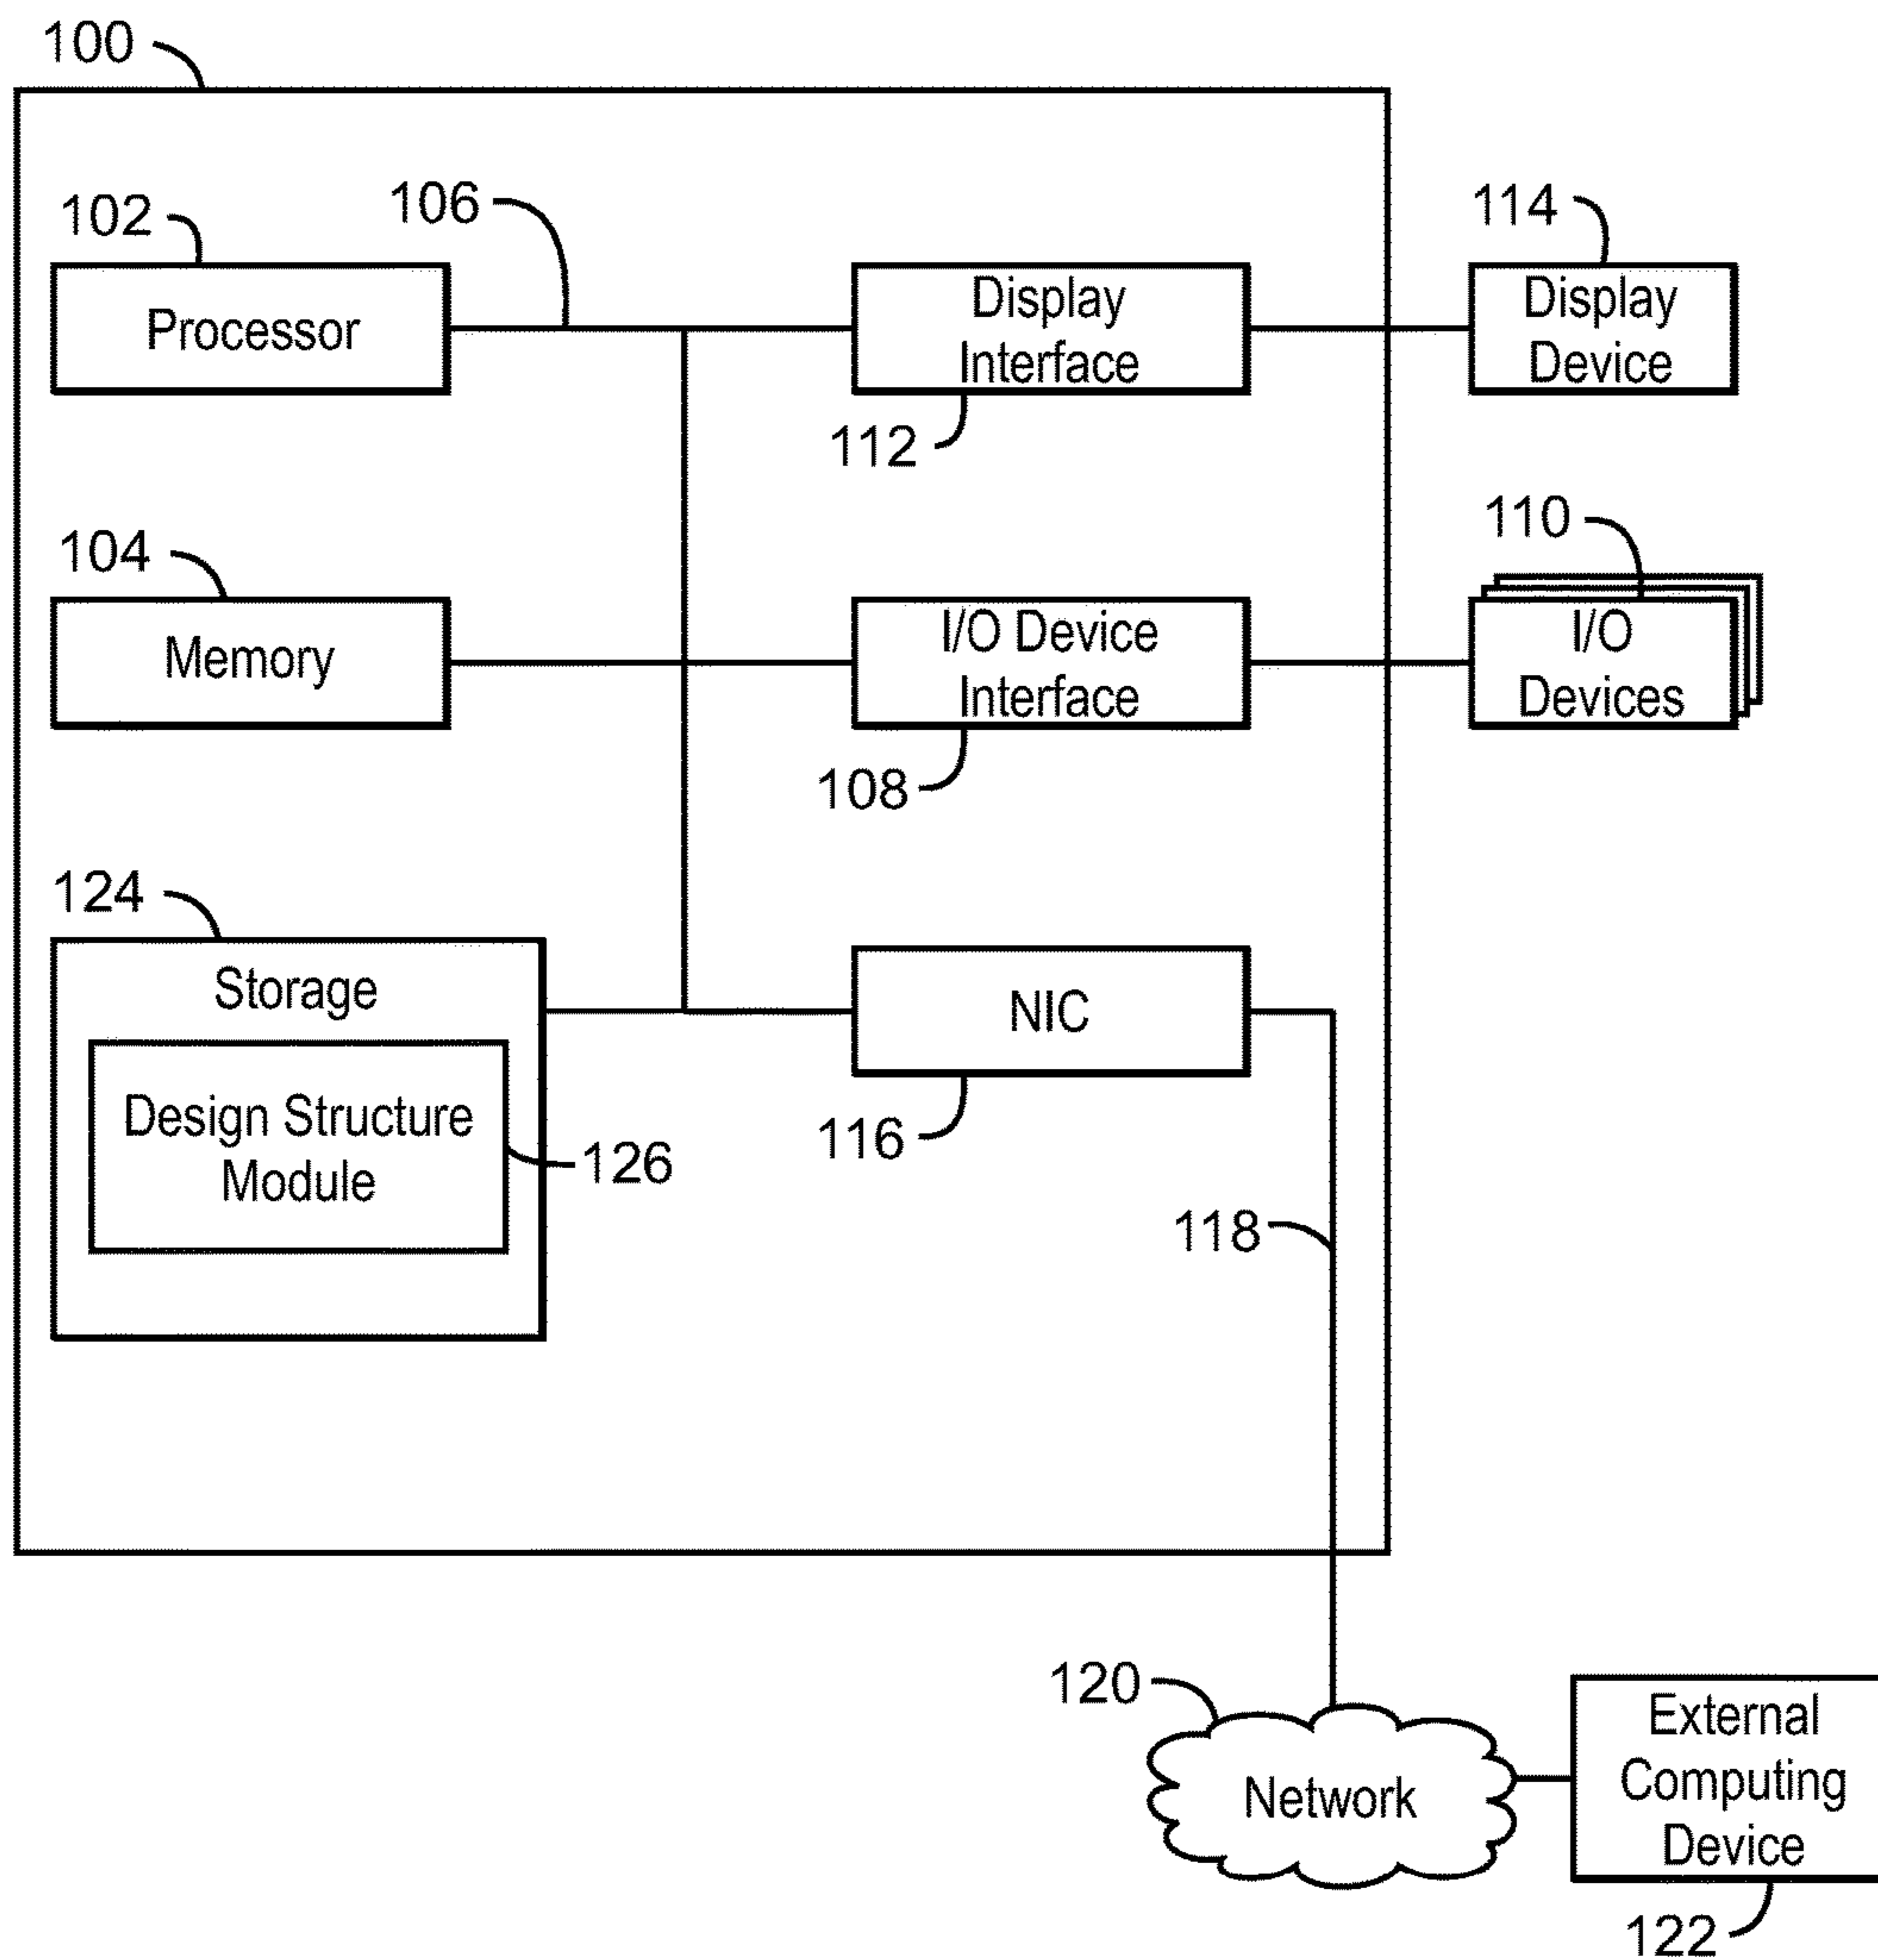 100
102
106
114
Processor
Display
Interface
Display
Device
112
110
104
Memory
I/O Device
Interface
I/O
Devices
108
124
Storage
NIC
Design Structure
Module
126
116
118
120
Network
External
Computing
Device
122